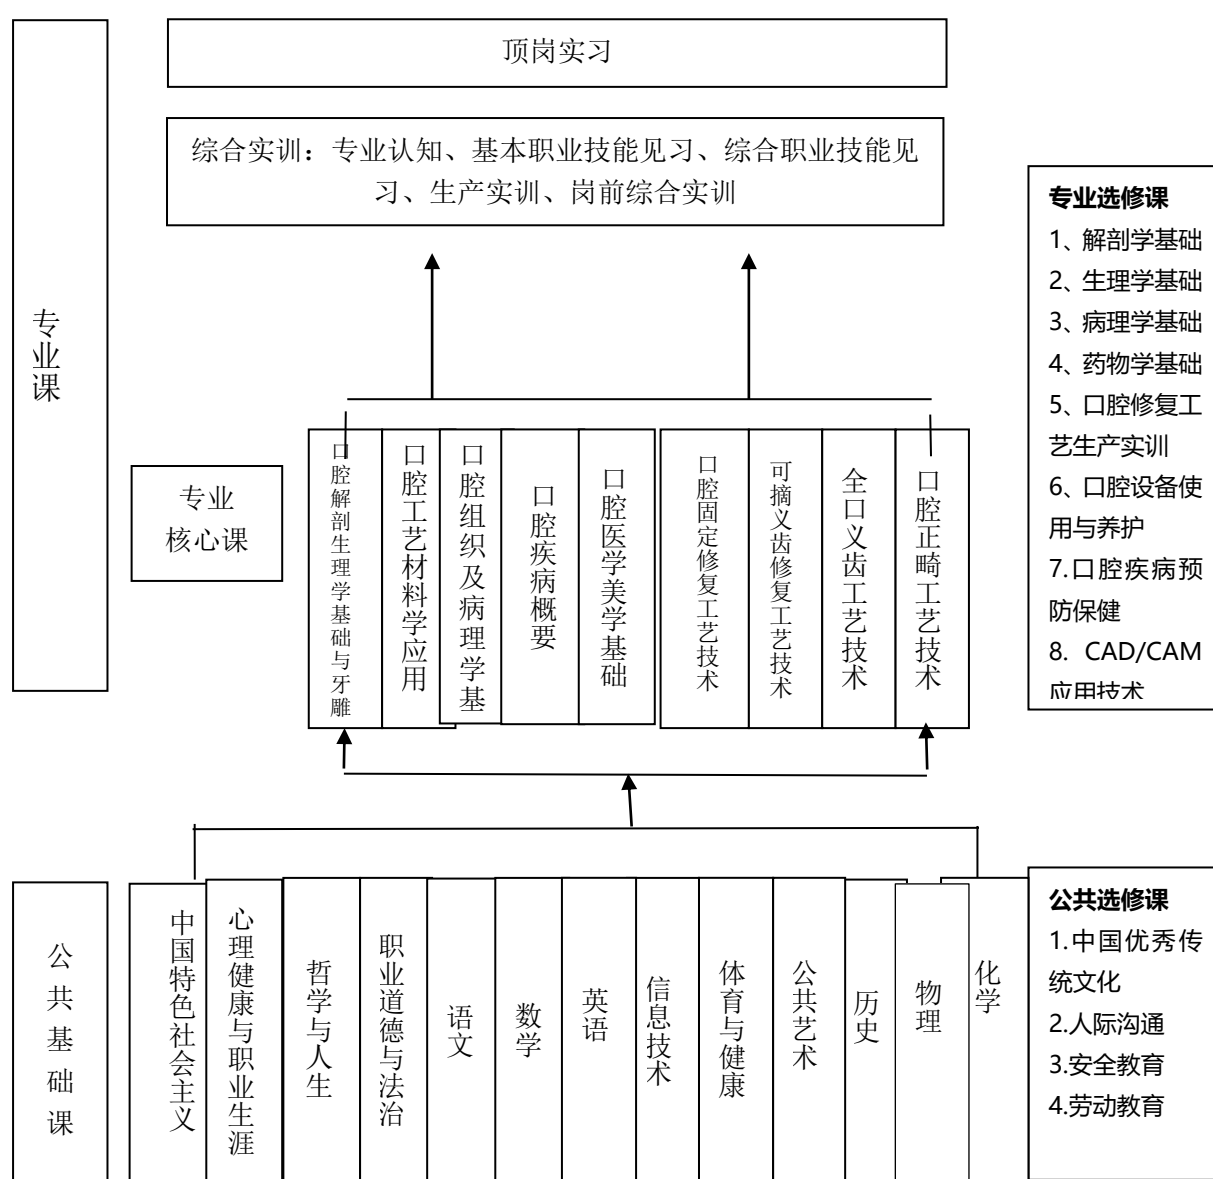 顶岗实习
综合实训：专业认知、基本职业技能见习、综合职业技能见
习、生产实训、岗前综合实训
专业课
专业
核心课
口腔解剖生理学基础与牙雕
口腔工艺材料学应用
口腔组织及病理学基
口腔疾病概要
口腔医学美学基础
口腔固定修复工艺技术
可摘义齿修复工艺技术
全口义齿工艺技术
口腔正畸工艺技术
专业选修课
1、解剖学基础
2、生理学基础
3、病理学基础
4、药物学基础
5、口腔修复工
艺生产实训
6、口腔设备使
用与养护
7.口腔疾病预
防保健
8. CAD/CAM
应用技术
公共基础课
中国特色社会主义
心理健康与职业生涯
哲学与人生
职业道德与法治
语文
数学
英语
信息技术
体育与健康
公共艺术
历史
物理
化学
公共选修课
1.中国优秀传
统文化
2.人际沟通
3.安全教育
4.劳动教育